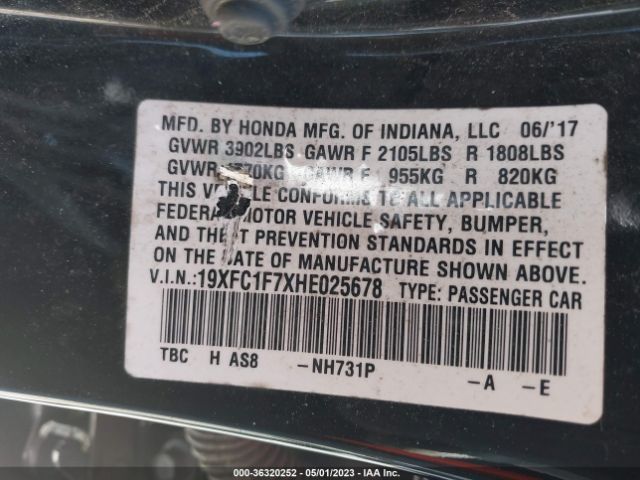 MFD. BY HONDA MFG. OF INDIANA, LLC 06/'17
GVWR 3902LBS GAWR F 2105LBS R 1808LBS
GVWR GAWR F 955KG R 820KG
THIS CONFORMS TO ALL APPLICABLE
MOTOR VEHICLE SAFETY, BUMPER,
AND PREVENTION STANDARDS IN EFFECT
ON THE OF MANUFACTURE SHOWN ABOVE.
V.I.N.:19XFC1F7XHE025678 TYPE: PASSENGER CAR
TBC H AS8 -NH731P -A -E
000-36320252 - 05/01/2023 - IAA Inc.